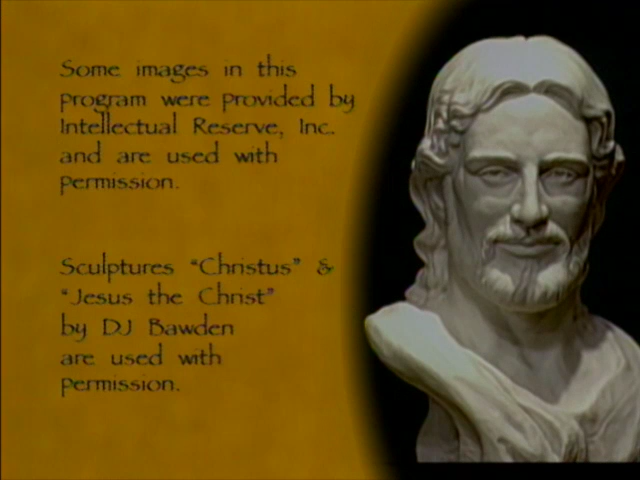 Some images in this
program were provided by
Intellectual Reserve, Inc.
and are used with
permission.
Sculptures "Christus" &
"Jesus the Christ"
by DJ Bawden
are used with
permission.